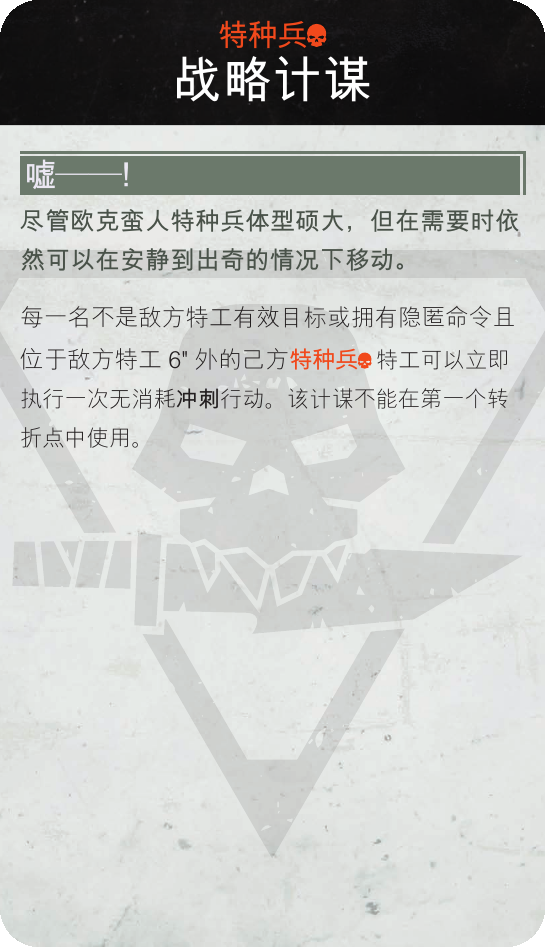 特种兵
战略计谋
嘘——!
尽管欧克蛮人特种兵体型硕大，但在需要时依
然可以在安静到出奇的情况下移动。
每一名不是敌方特工有效目标或拥有隐匿命令且
位于敌方特工 6" 外的己方特种兵 特工可以立即
执行一次无消耗冲刺行动。该计谋不能在第一个转
折点中使用。